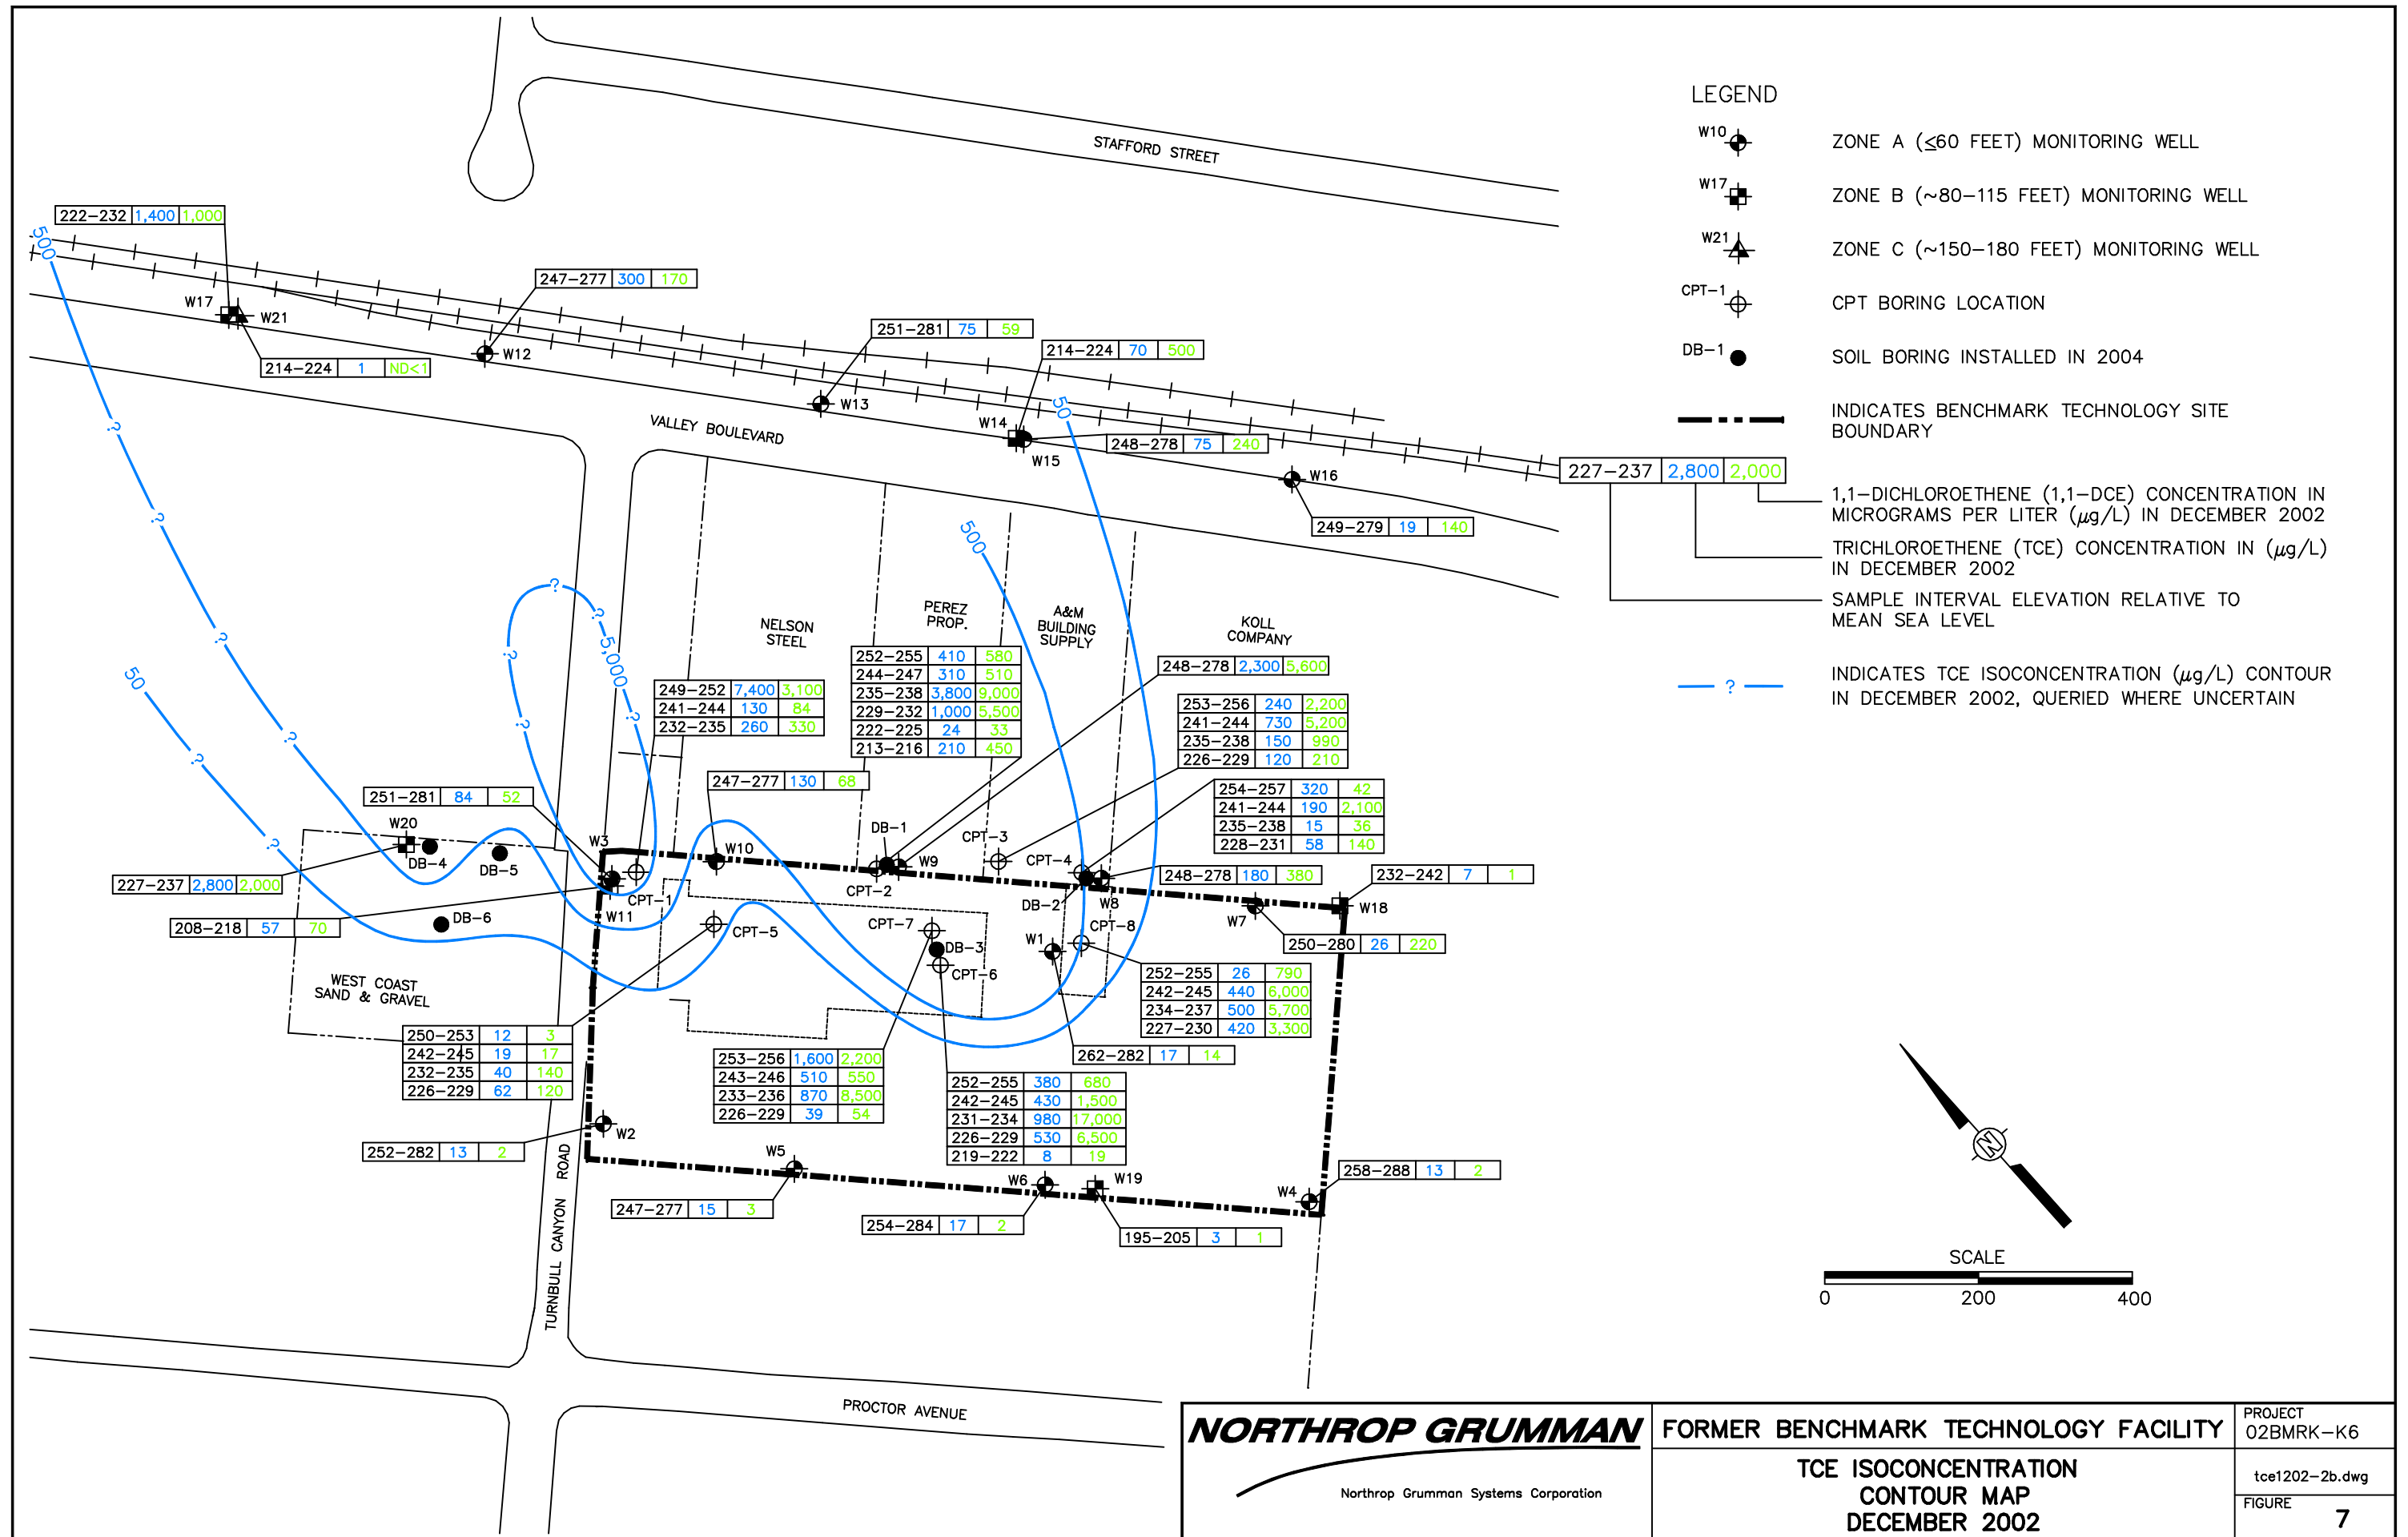 STAFFORD STREET
222–232 1,400 1,000
500
W17
W21
214–224 1 ND<1
247–277 300 170
W12
251–281 75 59
W13
214–224 70 500
50
W14
W15
248–278 75 240
W16
249–279 19 140
VALLEY BOULEVARD
500
?
?
?
?
50
?
?
?
?
?
?
5,000
?
?
NELSON
STEEL
PEREZ
PROP.
A&M
BUILDING
SUPPLY
KOLL
COMPANY
252–255 410 580
244–247 310 510
235–238 3,800 9,000
229–232 1,000 5,500
222–225 24 33
213–216 210 450
248–278 2,300 5,600
249–252 7,400 3,100
241–244 130 84
232–235 260 330
253–256 240 2,200
241–244 730 5,200
235–238 150 990
226–229 120 210
247–277 130 68
251–281 84 52
254–257 320 42
241–244 190 2,100
235–238 15 36
228–231 58 140
W20
DB–4
DB–5
W3
W10
DB–1
W9
CPT–2
CPT–3
CPT–4
227–237 2,800 2,000
CPT–1
W11
DB–2
W8
248–278 180 380
232–242 7 1
W18
W7
208–218 57 70
DB–6
CPT–5
CPT–7
DB–3
CPT–6
W1
CPT–8
250–280 26 220
WEST COAST
SAND & GRAVEL
252–255 26 790
242–245 440 6,000
234–237 500 5,700
227–230 420 3,300
250–253 12 3
242–245 19 17
232–235 40 140
226–229 62 120
253–256 1,600 2,200
243–246 510 550
233–236 870 8,500
226–229 39 54
262–282 17 14
252–255 380 680
242–245 430 1,500
231–234 980 17,000
226–229 530 6,500
219–222 8 19
W2
252–282 13 2
W5
247–277 15 3
W6
254–284 17 2
W19
195–205 3 1
W4
258–288 13 2
TURNBULL CANYON ROAD
PROCTOR AVENUE
LEGEND
W10 ZONE A (≤60 FEET) MONITORING WELL
W17 ZONE B (~80–115 FEET) MONITORING WELL
W21 ZONE C (~150–180 FEET) MONITORING WELL
CPT–1 CPT BORING LOCATION
DB–1 SOIL BORING INSTALLED IN 2004
INDICATES BENCHMARK TECHNOLOGY SITE
BOUNDARY
227–237 2,800 2,000
1,1–DICHLOROETHENE (1,1–DCE) CONCENTRATION IN
MICROGRAMS PER LITER (µg/L) IN DECEMBER 2002
TRICHLOROETHENE (TCE) CONCENTRATION IN (µg/L)
IN DECEMBER 2002
SAMPLE INTERVAL ELEVATION RELATIVE TO
MEAN SEA LEVEL
? INDICATES TCE ISOCONCENTRATION (µg/L) CONTOUR
IN DECEMBER 2002, QUERIED WHERE UNCERTAIN
N
SCALE
0 200 400
NORTHROP GRUMMAN
Northrop Grumman Systems Corporation
FORMER BENCHMARK TECHNOLOGY FACILITY
TCE ISOCONCENTRATION
CONTOUR MAP
DECEMBER 2002
PROJECT
02BMRK–K6
tce1202–2b.dwg
FIGURE
7